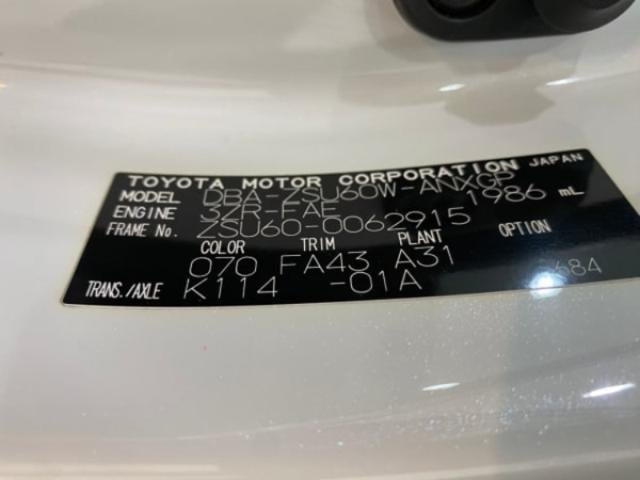 TOYOTA MOTOR CORPORATION JAPAN
MODEL DBA-ZSU60W-ANXGP
ENGINE 3ZR-FAE 1986 mL
FRAME No. ZSU60-0062915
COLOR TRIM PLANT OPTION
070 FA43 A31
TRANS./AXLE K114 -01A 684